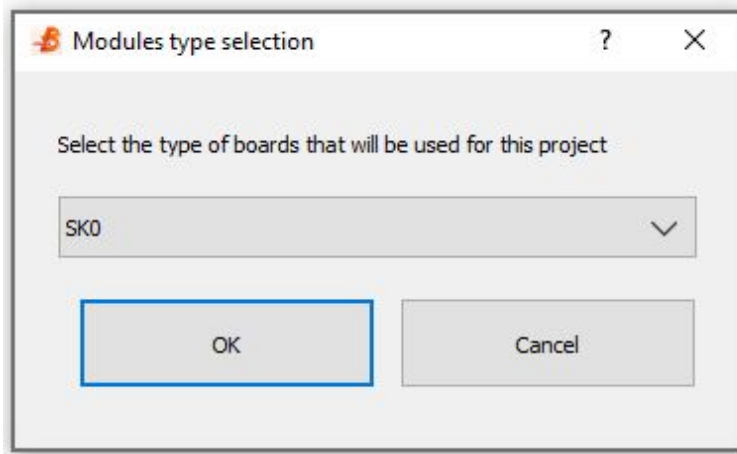 Modules type selection
Select the type of boards that will be used for this project
SK0
OK
Cancel